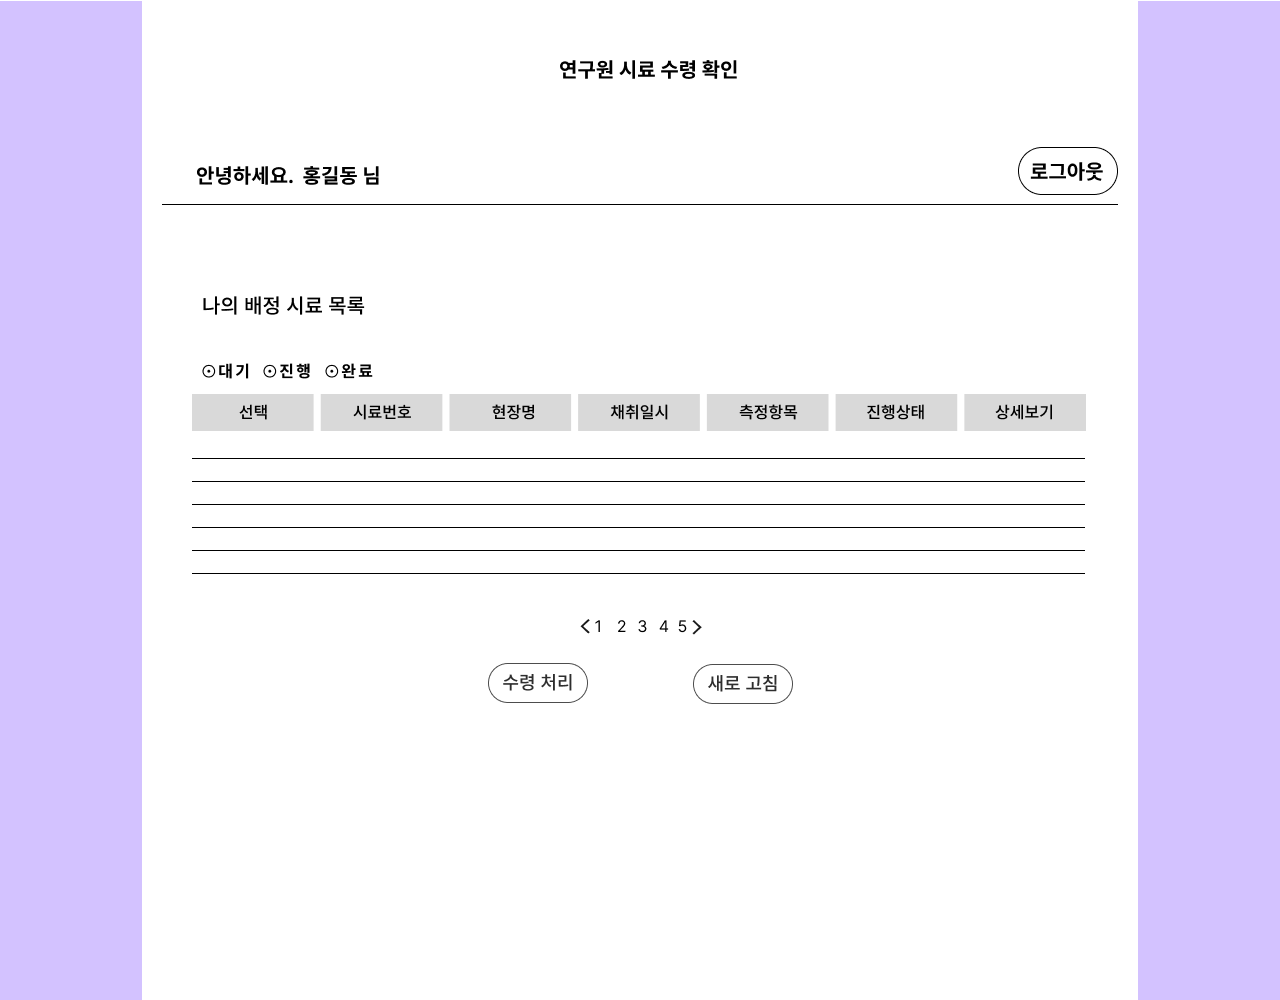 연구원 시료 수령 확인
안녕하세요. 홍길동 님
로그아웃
나의 배정 시료 목록
⊙대기 ⊙진행 ⊙완료
선택 시료번호 현장명 채취일시 측정항목 진행상태 상세보기
<1 2 3 4 5>
수령 처리 새로 고침